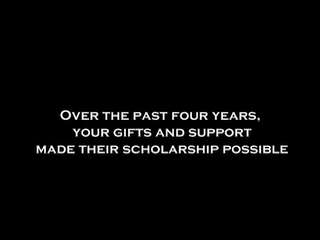 Over the past four years,
your gifts and support
made their scholarship possible